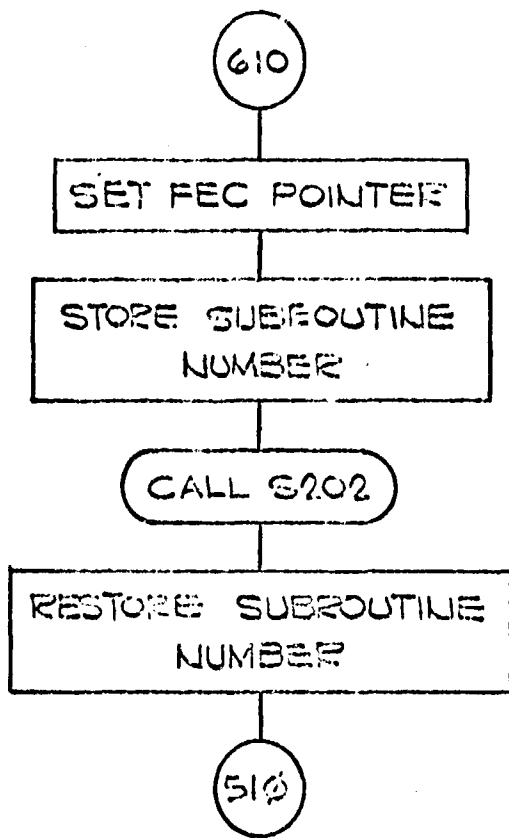 610
SET FEC POINTER
STORE SUBROUTINE
NUMBER
CALL S202
RESTORE SUBROUTINE
NUMBER
51Ø